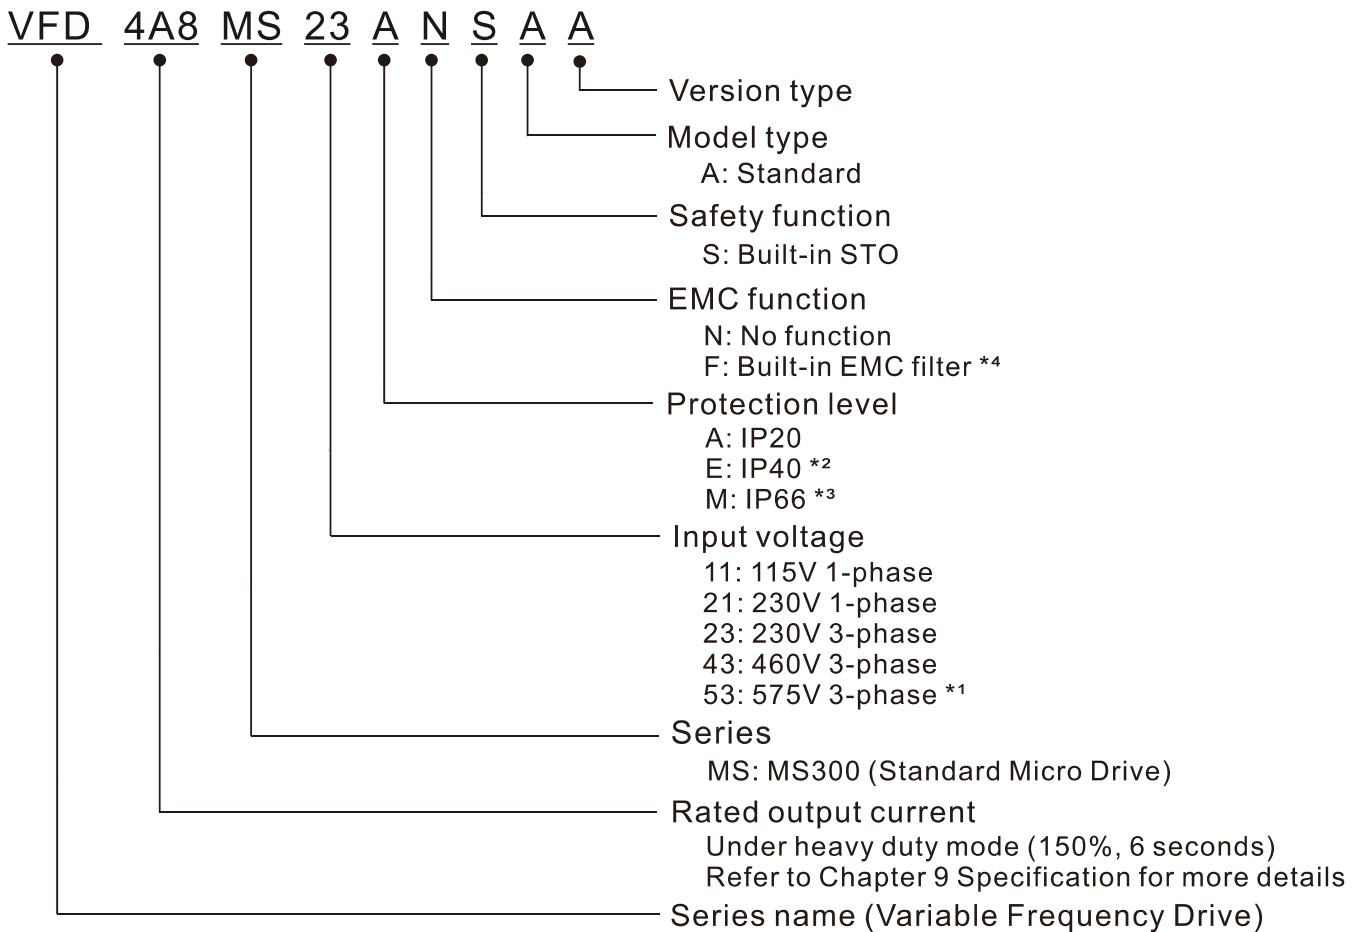 VFD 4A8 MS 23 A N S A A
Version type
Model type
A: Standard
Safety function
S: Built-in STO
EMC function
N: No function
F: Built-in EMC filter *⁴
Protection level
A: IP20
E: IP40 *²
M: IP66 *³
Input voltage
11: 115V 1-phase
21: 230V 1-phase
23: 230V 3-phase
43: 460V 3-phase
53: 575V 3-phase *¹
Series
MS: MS300 (Standard Micro Drive)
Rated output current
Under heavy duty mode (150%, 6 seconds)
Refer to Chapter 9 Specification for more details
Series name (Variable Frequency Drive)